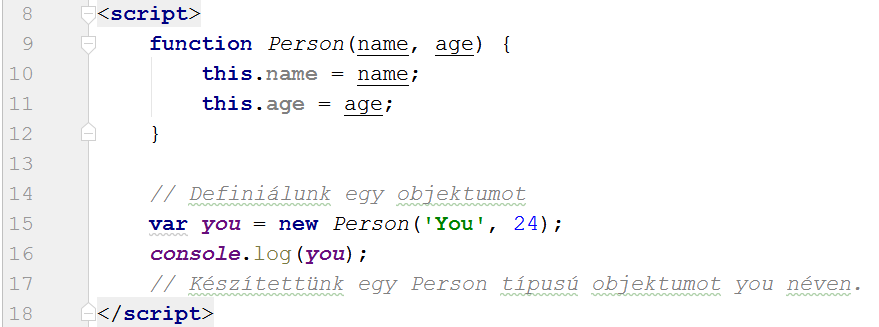 8 <script>
9 function Person(name, age) {
10 this.name = name;
11 this.age = age;
12 }
13
14 // Definiálunk egy objektumot
15 var you = new Person('You', 24);
16 console.log(you);
17 // Készítettünk egy Person típusú objektumot you néven.
18 </script>